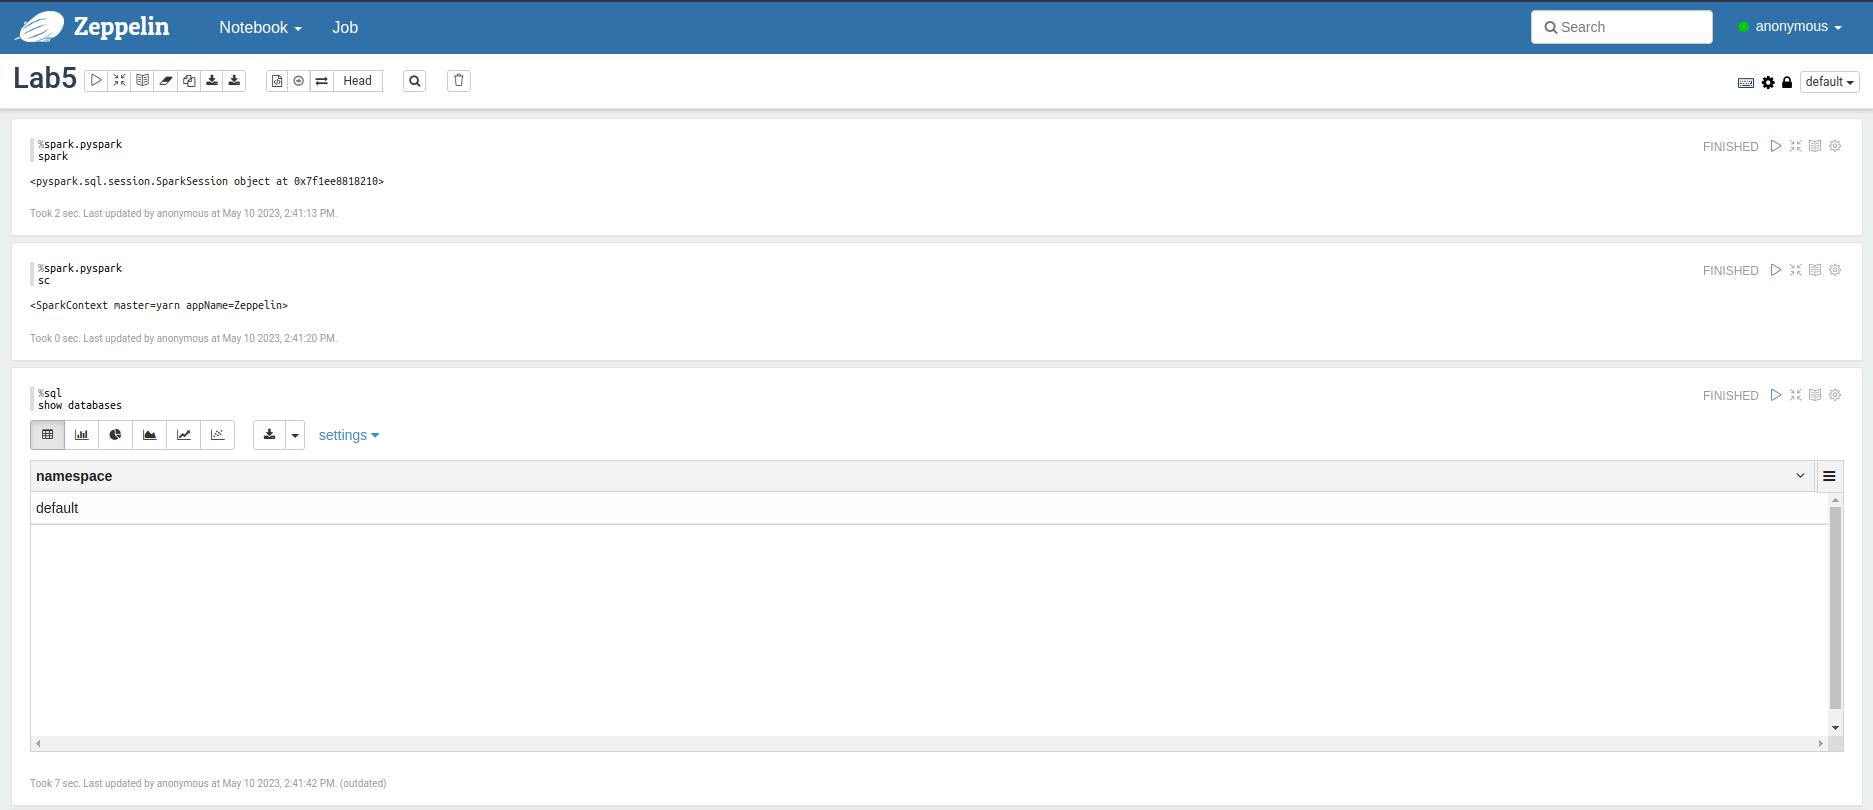 Zeppelin Notebook Job Search anonymous
Lab5 Head default
%spark.pyspark FINISHED
spark
<pyspark.sql.session.SparkSession object at 0x7f1ee8818210>
Took 2 sec. Last updated by anonymous at May 10 2023, 2:41:13 PM.
%spark.pyspark FINISHED
sc
<SparkContext master=yarn appName=Zeppelin>
Took 0 sec. Last updated by anonymous at May 10 2023, 2:41:20 PM.
%sql FINISHED
show databases
settings
namespace
default
Took 7 sec. Last updated by anonymous at May 10 2023, 2:41:42 PM. (outdated)